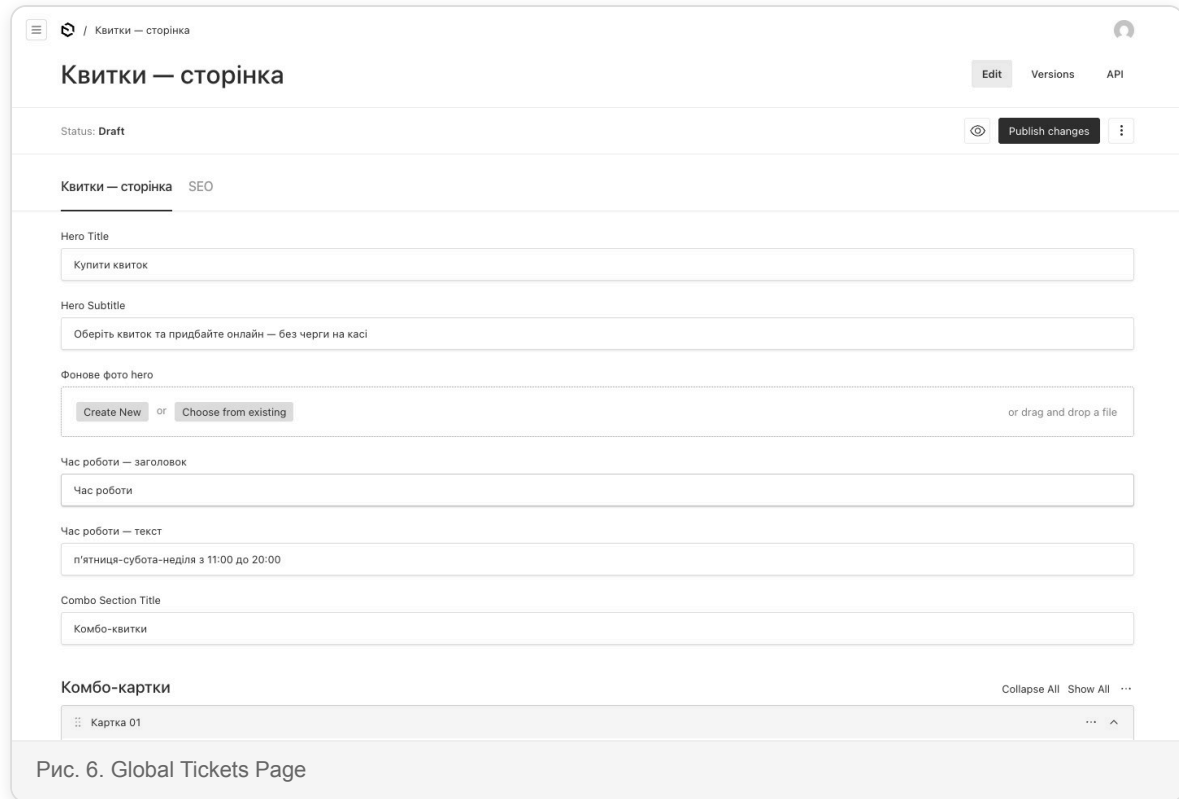 / Квитки — сторінка
Квитки — сторінка
Edit Versions API
Status: Draft
Publish changes
Квитки — сторінка SEO
Hero Title
Купити квиток
Hero Subtitle
Оберіть квиток та придбайте онлайн — без черги на касі
Фонове фото hero
Create New or Choose from existing or drag and drop a file
Час роботи — заголовок
Час роботи
Час роботи — текст
п'ятниця-субота-неділя з 11:00 до 20:00
Combo Section Title
Комбо-квитки
Комбо-картки Collapse All Show All
Картка 01
Рис. 6. Global Tickets Page